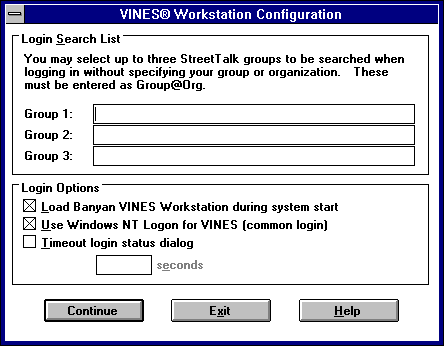 VINES® Workstation Configuration
Login Search List
You may select up to three StreetTalk groups to be searched when
logging in without specifying your group or organization. These
must be entered as Group@Org.
Group 1:
Group 2:
Group 3:
Login Options
Load Banyan VINES Workstation during system start
Use Windows NT Logon for VINES (common login)
Timeout login status dialog
seconds
Continue Exit Help